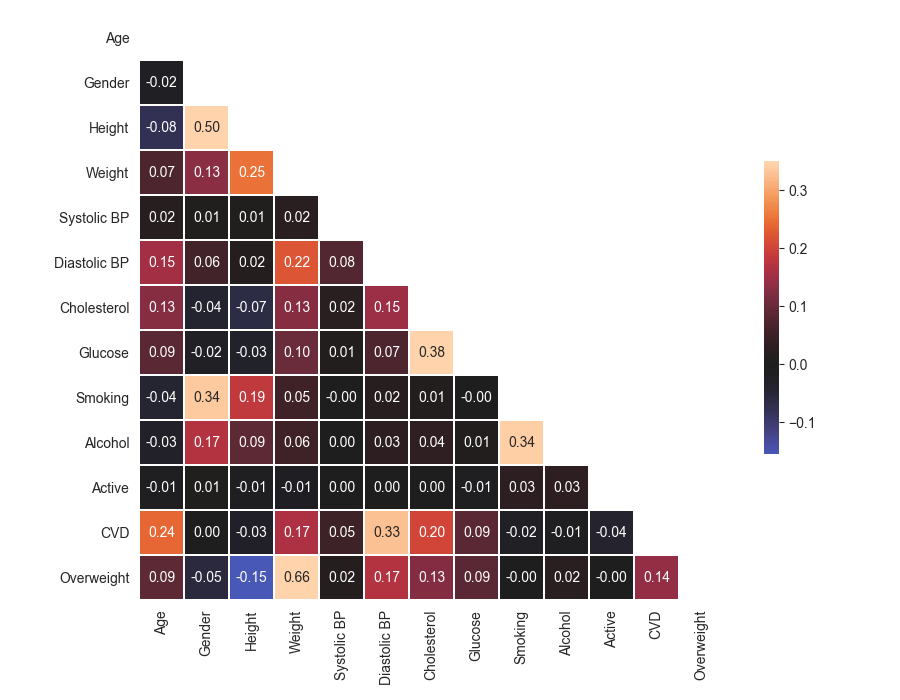 Age
Gender -0.02
Height -0.08 0.50
Weight 0.07 0.13 0.25
Systolic BP 0.02 0.01 0.01 0.02
Diastolic BP 0.15 0.06 0.02 0.22 0.08
Cholesterol 0.13 -0.04 -0.07 0.13 0.02 0.15
Glucose 0.09 -0.02 -0.03 0.10 0.01 0.07 0.38
Smoking -0.04 0.34 0.19 0.05 -0.00 0.02 0.01 -0.00
Alcohol -0.03 0.17 0.09 0.06 0.00 0.03 0.04 0.01 0.34
Active -0.01 0.01 -0.01 -0.01 0.00 0.00 0.00 -0.01 0.03 0.03
CVD 0.24 0.00 -0.03 0.17 0.05 0.33 0.20 0.09 -0.02 -0.01 -0.04
Overweight 0.09 -0.05 -0.15 0.66 0.02 0.17 0.13 0.09 -0.00 0.02 -0.00 0.14
Age Gender Height Weight Systolic BP Diastolic BP Cholesterol Glucose Smoking Alcohol Active CVD Overweight
0.3
0.2
0.1
0.0
−0.1